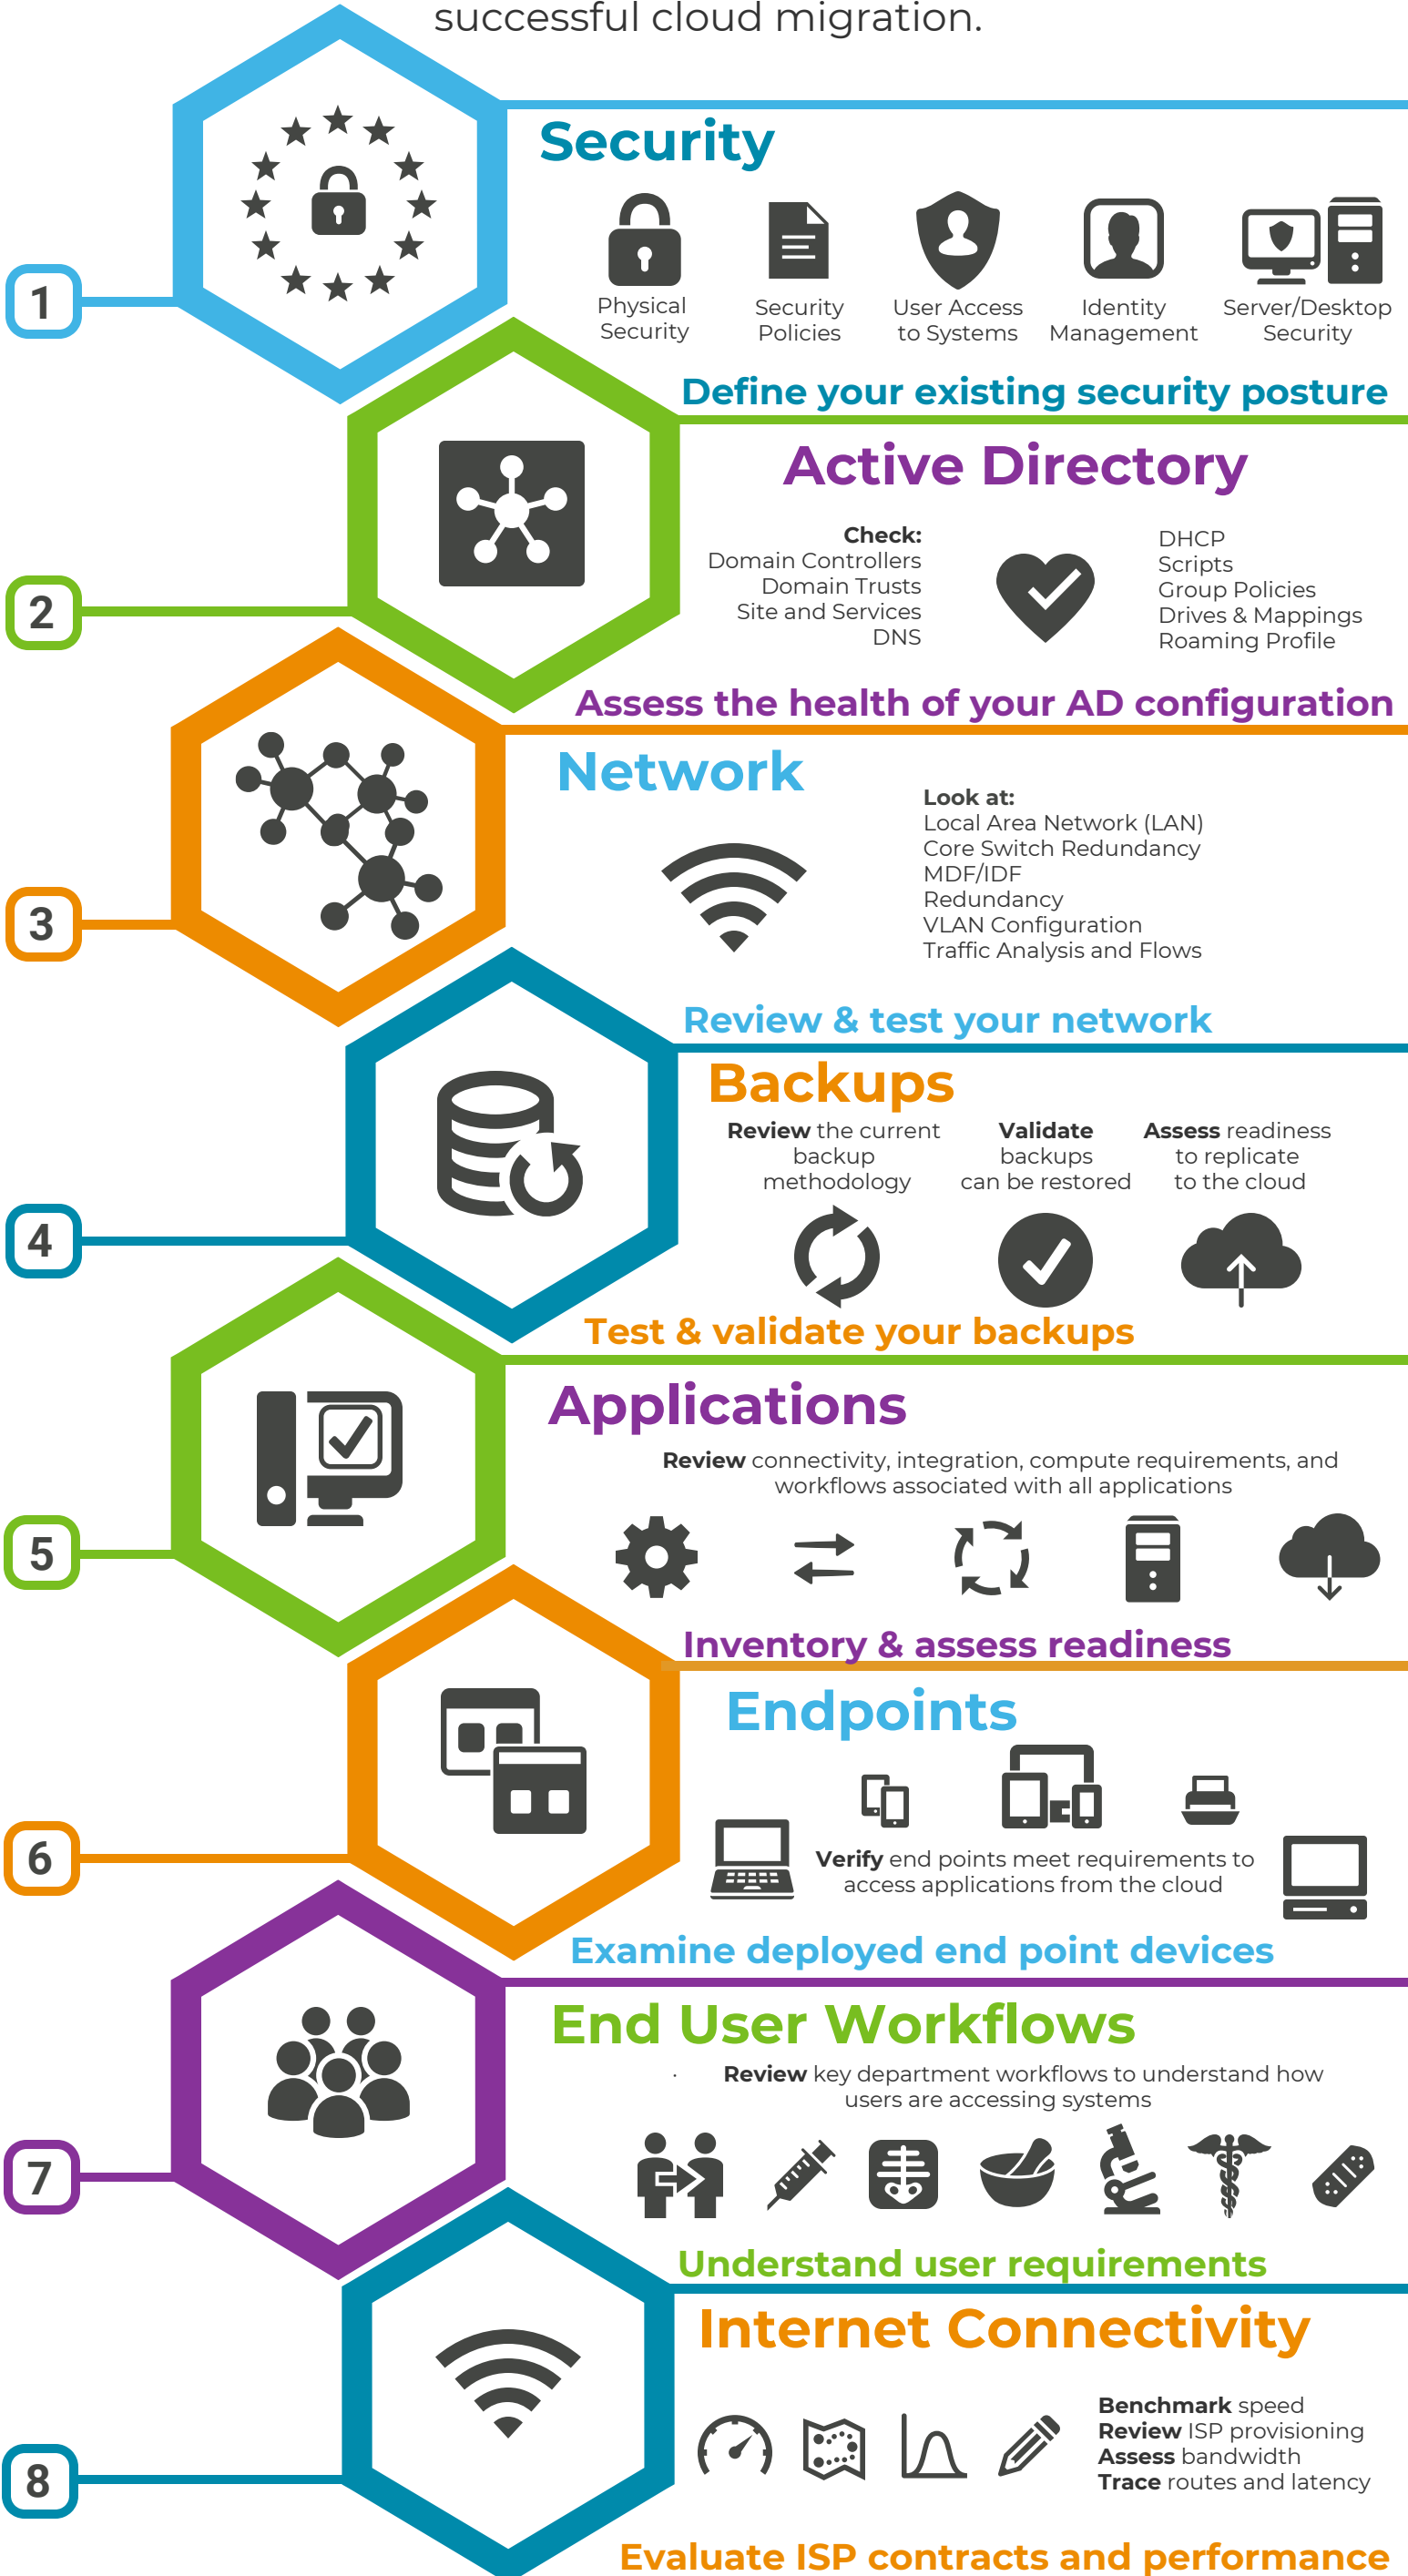 successful cloud migration.
1
Security
Physical
Security
Security
Policies
User Access
to Systems
Identity
Management
Server/Desktop
Security
Define your existing security posture
2
Active Directory
Check:
Domain Controllers
Domain Trusts
Site and Services
DNS
DHCP
Scripts
Group Policies
Drives & Mappings
Roaming Profile
Assess the health of your AD configuration
3
Network
Look at:
Local Area Network (LAN)
Core Switch Redundancy
MDF/IDF
Redundancy
VLAN Configuration
Traffic Analysis and Flows
Review & test your network
4
Backups
Review the current
backup
methodology
Validate
backups
can be restored
Assess readiness
to replicate
to the cloud
Test & validate your backups
5
Applications
Review connectivity, integration, compute requirements, and
workflows associated with all applications
Inventory & assess readiness
6
Endpoints
Verify end points meet requirements to
access applications from the cloud
Examine deployed end point devices
7
End User Workflows
· Review key department workflows to understand how
users are accessing systems
Understand user requirements
8
Internet Connectivity
Benchmark speed
Review ISP provisioning
Assess bandwidth
Trace routes and latency
Evaluate ISP contracts and performance